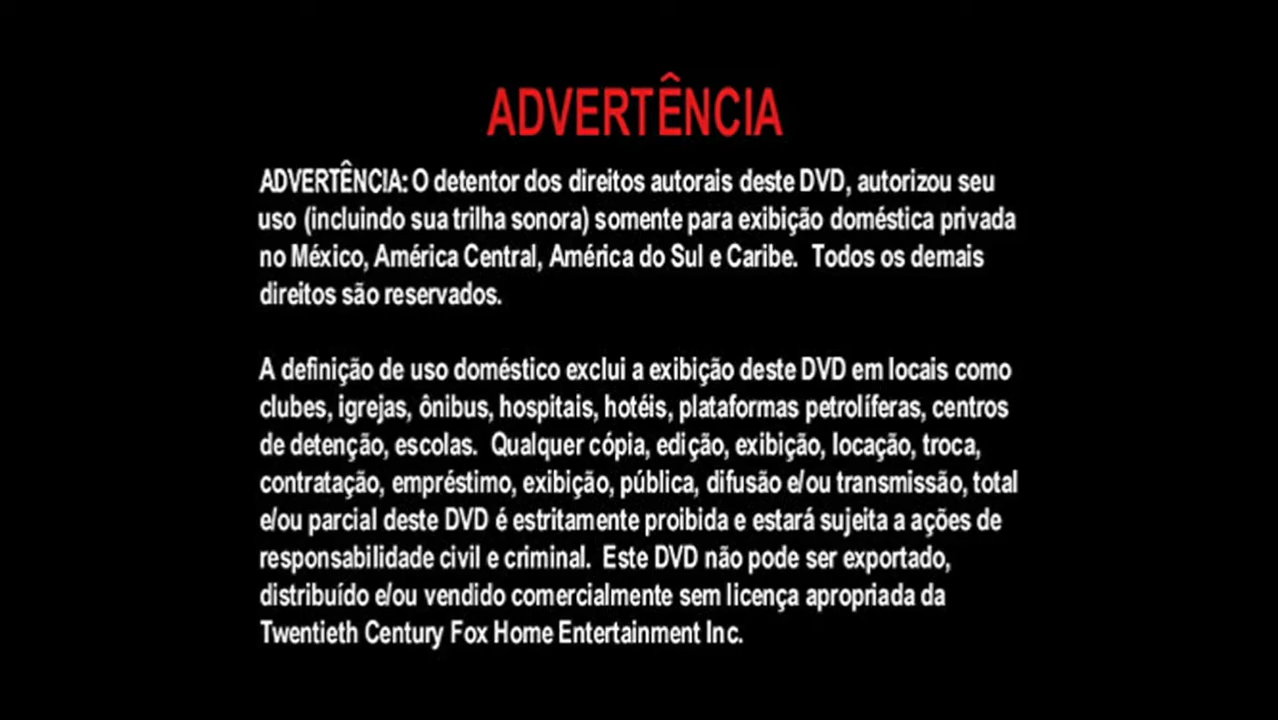 ADVERTÊNCIA
ADVERTÊNCIA: O detentor dos direitos autorais deste DVD, autorizou seu
uso (incluindo sua trilha sonora) somente para exibição doméstica privada
no México, América Central, América do Sul e Caribe. Todos os demais
direitos são reservados.
A definição de uso doméstico exclui a exibição deste DVD em locais como
clubes, igrejas, ônibus, hospitais, hotéis, plataformas petrolíferas, centros
de detenção, escolas. Qualquer cópia, edição, exibição, locação, troca,
contratação, empréstimo, exibição, pública, difusão e/ou transmissão, total
e/ou parcial deste DVD é estritamente proibida e estará sujeita a ações de
responsabilidade civil e criminal. Este DVD não pode ser exportado,
distribuído e/ou vendido comercialmente sem licença apropriada da
Twentieth Century Fox Home Entertainment Inc.